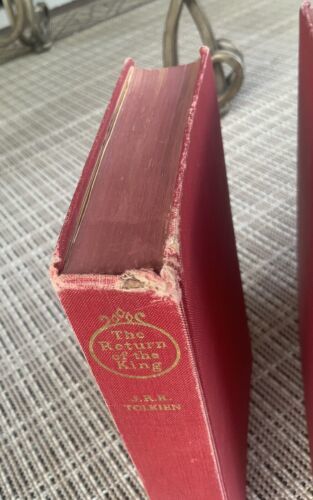 The
Return
of the
King
J.R.R.
TOLKIEN